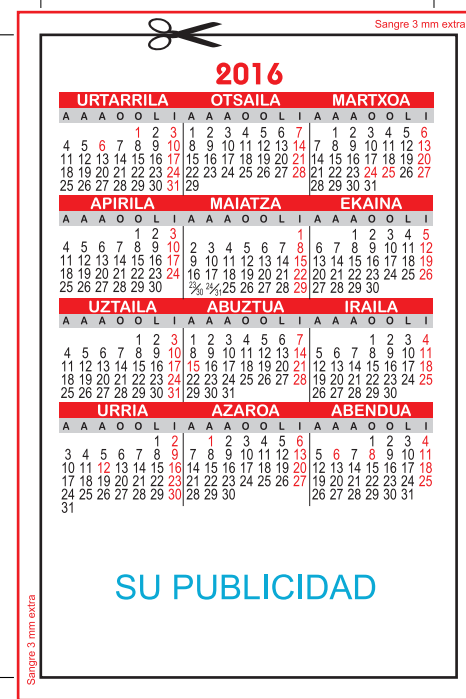 Sangre 3 mm extra
2016
URTARRILA OTSAILA MARTXOA
A A A O O L I A A A O O L I A A A O O L I
1 2 3 1 2 3 4 5 6 7 1 2 3 4 5 6
4 5 6 7 8 9 10 8 9 10 11 12 13 14 7 8 9 10 11 12 13
11 12 13 14 15 16 17 15 16 17 18 19 20 21 14 15 16 17 18 19 20
18 19 20 21 22 23 24 22 23 24 25 26 27 28 21 22 23 24 25 26 27
25 26 27 28 29 30 31 29 28 29 30 31
APIRILA MAIATZA EKAINA
A A A O O L I A A A O O L I A A A O O L I
1 2 3 1 1 2 3 4 5
4 5 6 7 8 9 10 2 3 4 5 6 7 8 6 7 8 9 10 11 12
11 12 13 14 15 16 17 9 10 11 12 13 14 15 13 14 15 16 17 18 19
18 19 20 21 22 23 24 16 17 18 19 20 21 22 20 21 22 23 24 25 26
25 26 27 28 29 30 23/30 24/31 25 26 27 28 29 27 28 29 30
UZTAILA ABUZTUA IRAILA
A A A O O L I A A A O O L I A A A O O L I
1 2 3 1 2 3 4 5 6 7 1 2 3 4
4 5 6 7 8 9 10 8 9 10 11 12 13 14 5 6 7 8 9 10 11
11 12 13 14 15 16 17 15 16 17 18 19 20 21 12 13 14 15 16 17 18
18 19 20 21 22 23 24 22 23 24 25 26 27 28 19 20 21 22 23 24 25
25 26 27 28 29 30 31 29 30 31 26 27 28 29 30
URRIA AZAROA ABENDUA
A A A O O L I A A A O O L I A A A O O L I
1 2 1 2 3 4 5 6 1 2 3 4
3 4 5 6 7 8 9 7 8 9 10 11 12 13 5 6 7 8 9 10 11
10 11 12 13 14 15 16 14 15 16 17 18 19 20 12 13 14 15 16 17 18
17 18 19 20 21 22 23 21 22 23 24 25 26 27 19 20 21 22 23 24 25
24 25 26 27 28 29 30 28 29 30 26 27 28 29 30 31
31
SU PUBLICIDAD
Sangre 3 mm extra